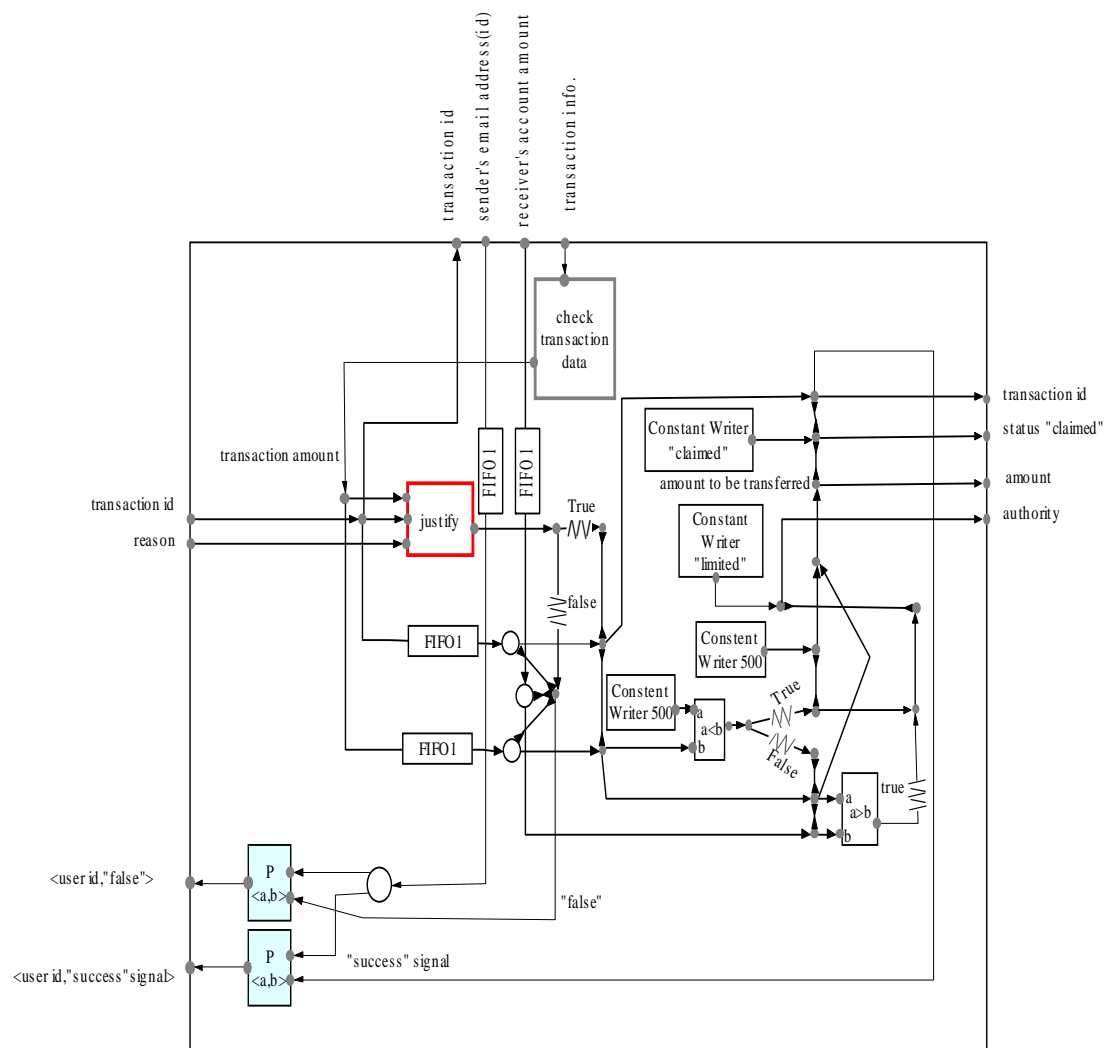 transaction id
sender's email address(id)
receiver's account amount
transaction info.
check
transaction
data
transaction id
Constant Writer
"claimed"
status "claimed"
transaction amount
FIFO1
FIFO1
amount to be transferred
amount
transaction id
justify
True
Constant
Writer
"limited"
authority
reason
false
FIFO1
Constent
Writer 500
Constent
Writer 500
a
a<b
b
True
False
FIFO1
a
a>b
b
true
P
<a,b>
<user id,"false">
"false"
P
<a,b>
"success" signal
<user id,"success"signal>